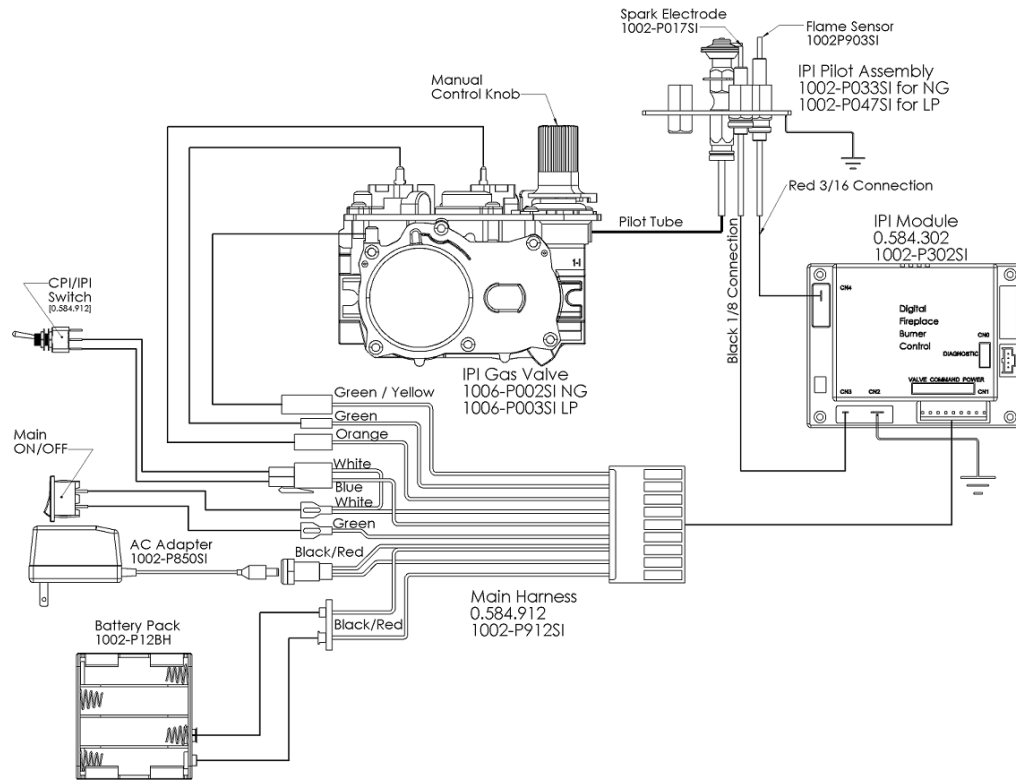 Spark Electrode
1002-P017SI
Flame Sensor
1002P903SI
IPI Pilot Assembly
1002-P033SI for NG
1002-P047SI for LP
Manual
Control Knob
Red 3/16 Connection
Pilot Tube
Black 1/8 Connection
IPI Module
0.584.302
1002-P302SI
CN4
Digital
Fireplace
Burner
Control
CN0
DIAGNOSTIC
VALVE COMMAND POWER
CN3
CN2
CN1
1-I
CPI/IPI
Switch
[0.584.912]
IPI Gas Valve
1006-P002SI NG
1006-P003SI LP
Green / Yellow
Green
Orange
White
Blue
White
Green
Black/Red
Main
ON/OFF
AC Adapter
1002-P850SI
Black/Red
Main Harness
0.584.912
1002-P912SI
Battery Pack
1002-P12BH